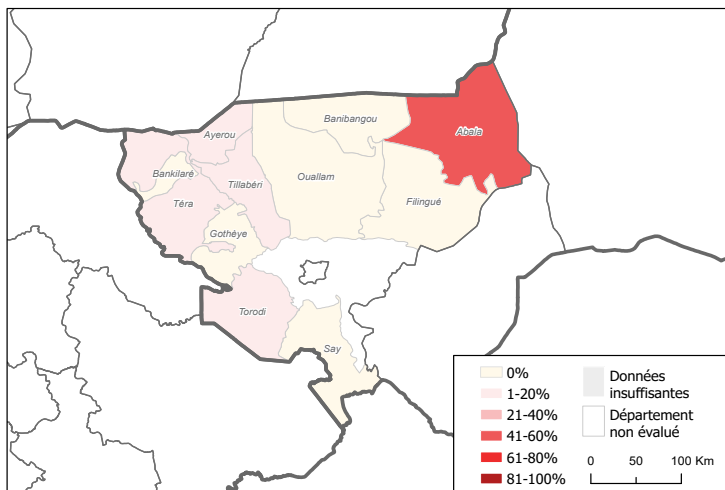 Banibangou
Abala
Ayerou
Bankilaré
Tillabéri
Ouallam
Filingué
Téra
Gothèye
Torodi
Say
0%
1-20%
21-40%
41-60%
61-80%
81-100%
Données
insuffisantes
Département
non évalué
0 50 100 Km